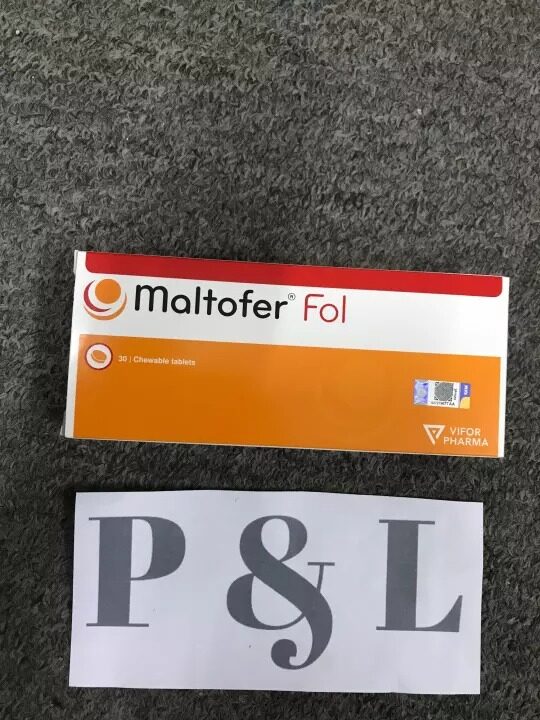 maltofer® Fol
30 | Chewable tablets
VIFOR
PHARMA
P & L